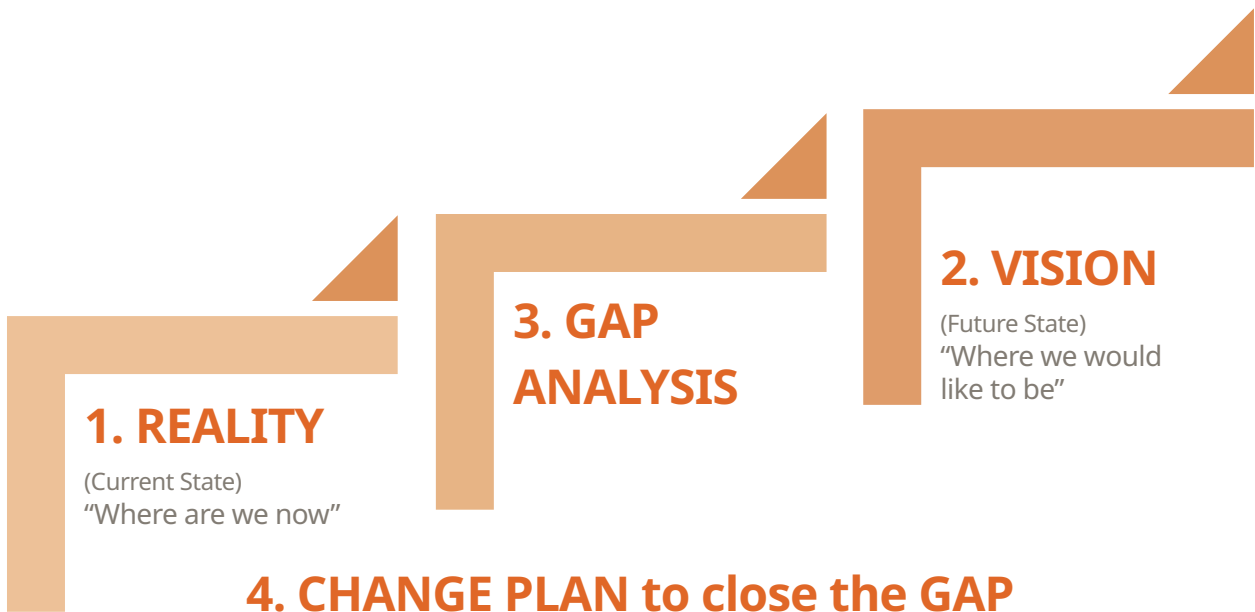 1. REALITY
(Current State)
“Where are we now”
3. GAP
ANALYSIS
2. VISION
(Future State)
“Where we would
like to be”
4. CHANGE PLAN to close the GAP